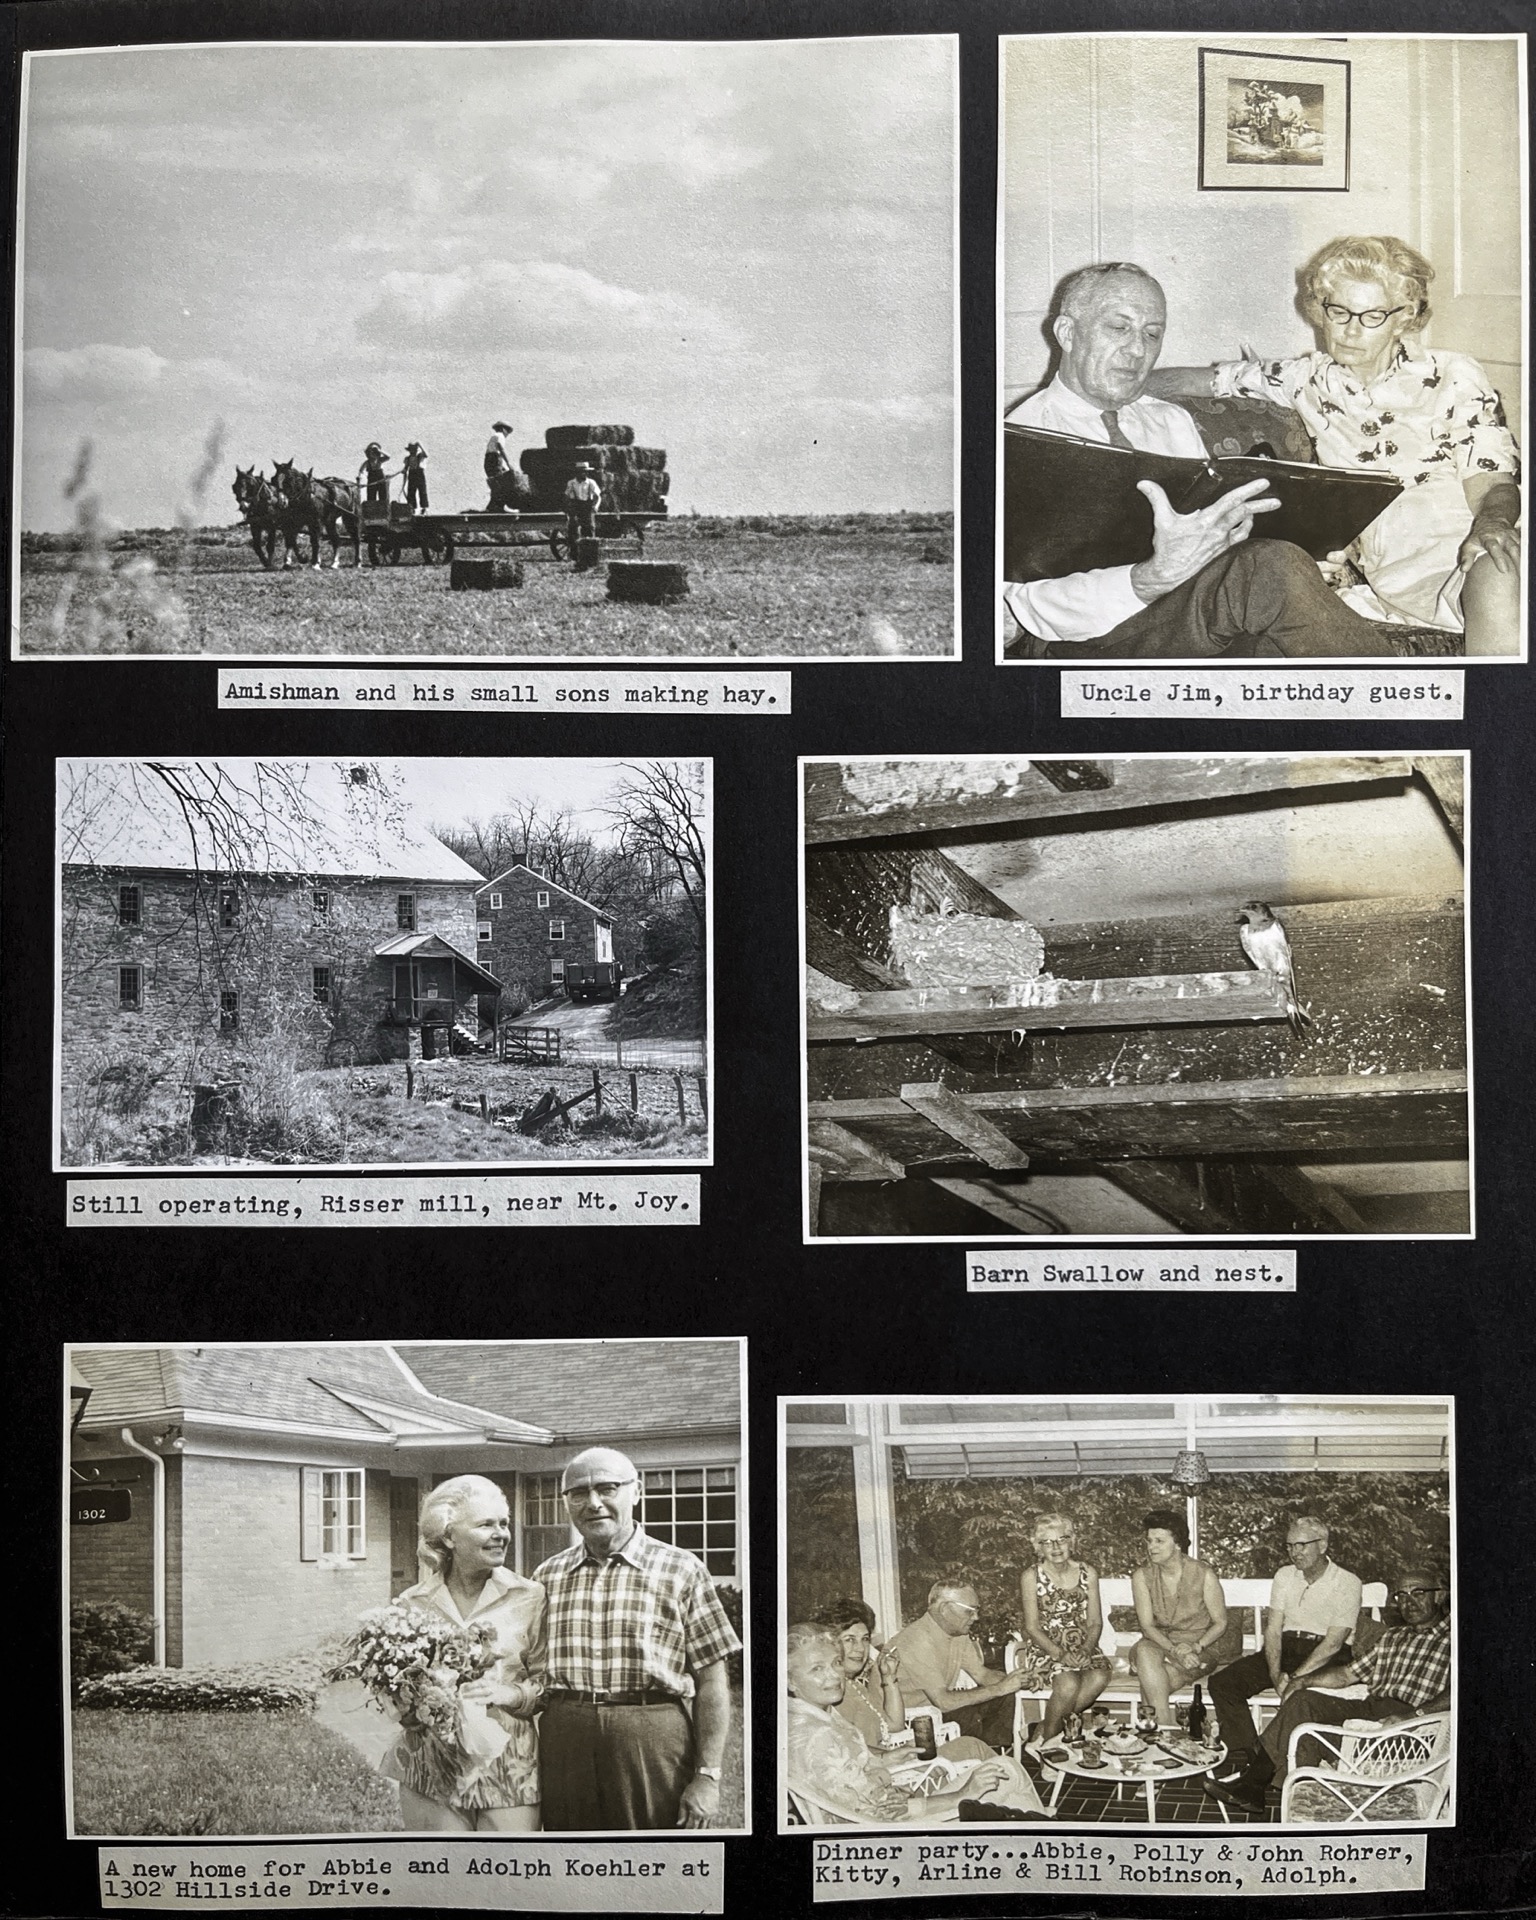 Amishman and his small sons making hay.
Uncle Jim, birthday guest.
Still operating, Risser mill, near Mt. Joy.
Barn Swallow and nest.
1302
A new home for Abbie and Adolph Koehler at
1302 Hillside Drive.
Dinner party...Abbie, Polly & John Rohrer,
Kitty, Arline & Bill Robinson, Adolph.